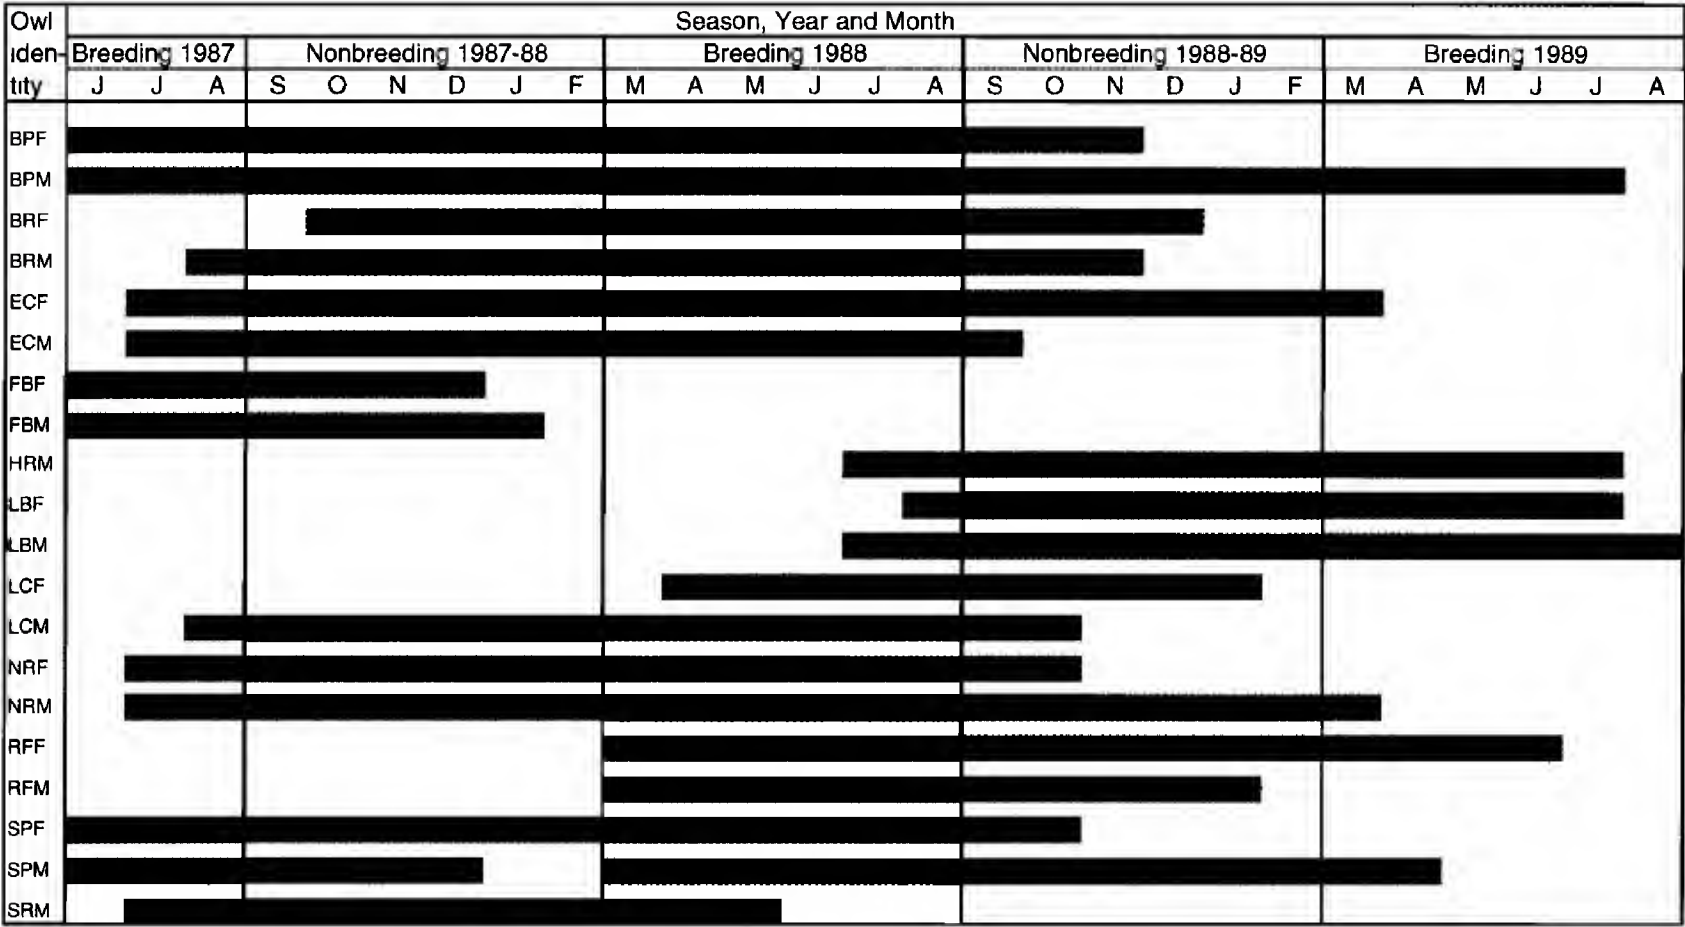 Owl Season, Year and Month
iden- Breeding 1987 Nonbreeding 1987-88 Breeding 1988 Nonbreeding 1988-89 Breeding 1989
tity J J A S O N D J F M A M J J A S O N D J F M A M J J A
BPF
BPM
BRF
BRM
ECF
ECM
FBF
FBM
HRM
LBF
LBM
LCF
LCM
NRF
NRM
RFF
RFM
SPF
SPM
SRM